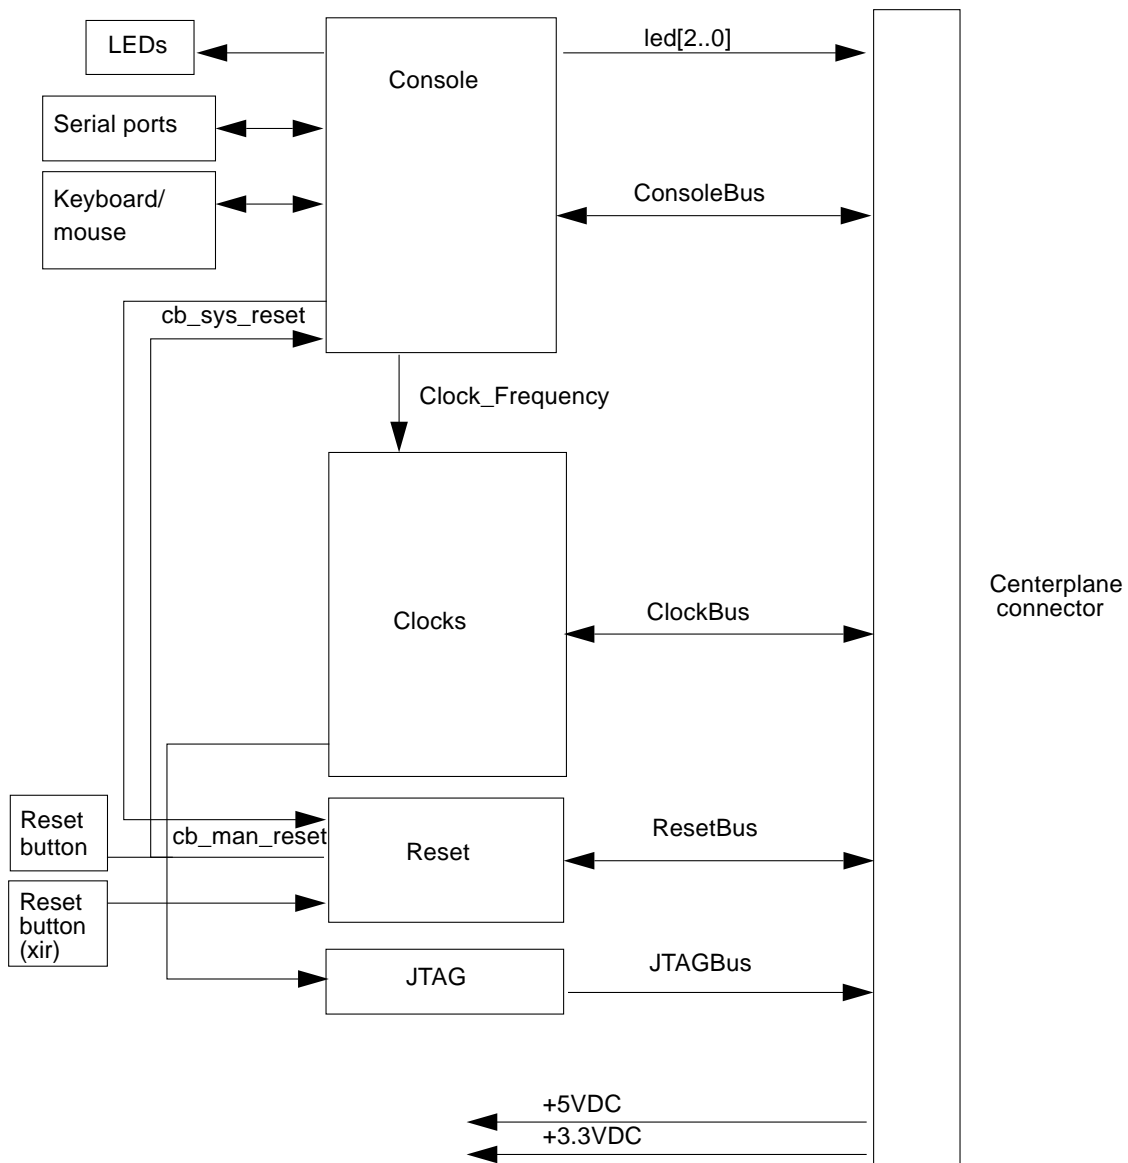 LEDs
led[2..0]
Console
Serial ports
Keyboard/
mouse
ConsoleBus
cb_sys_reset
Clock_Frequency
Centerplane
connector
Clocks
ClockBus
Reset
button
cb_man_reset
Reset
ResetBus
Reset
button
(xir)
JTAG
JTAGBus
+5VDC
+3.3VDC